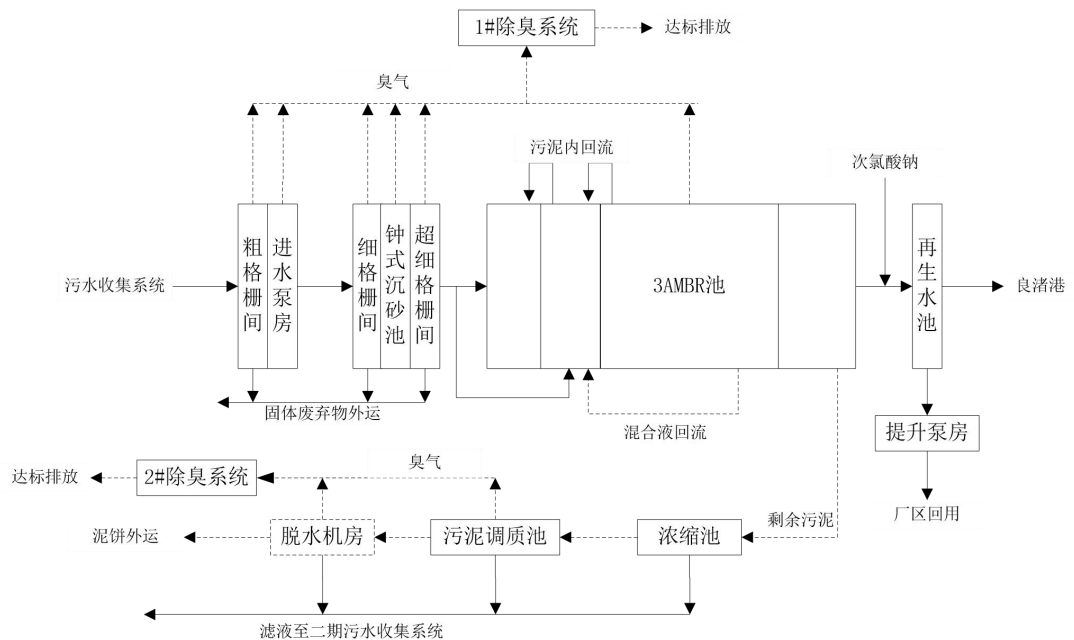 1#除臭系统
达标排放
臭气
污泥内回流
次氯酸钠
污水收集系统
粗格栅间
进水泵房
细格栅间
钟式沉砂池
超细格栅间
3AMBR池
再生水池
良渚港
固体废弃物外运
混合液回流
提升泵房
厂区回用
达标排放
2#除臭系统
臭气
剩余污泥
泥饼外运
脱水机房
污泥调质池
浓缩池
滤液至二期污水收集系统